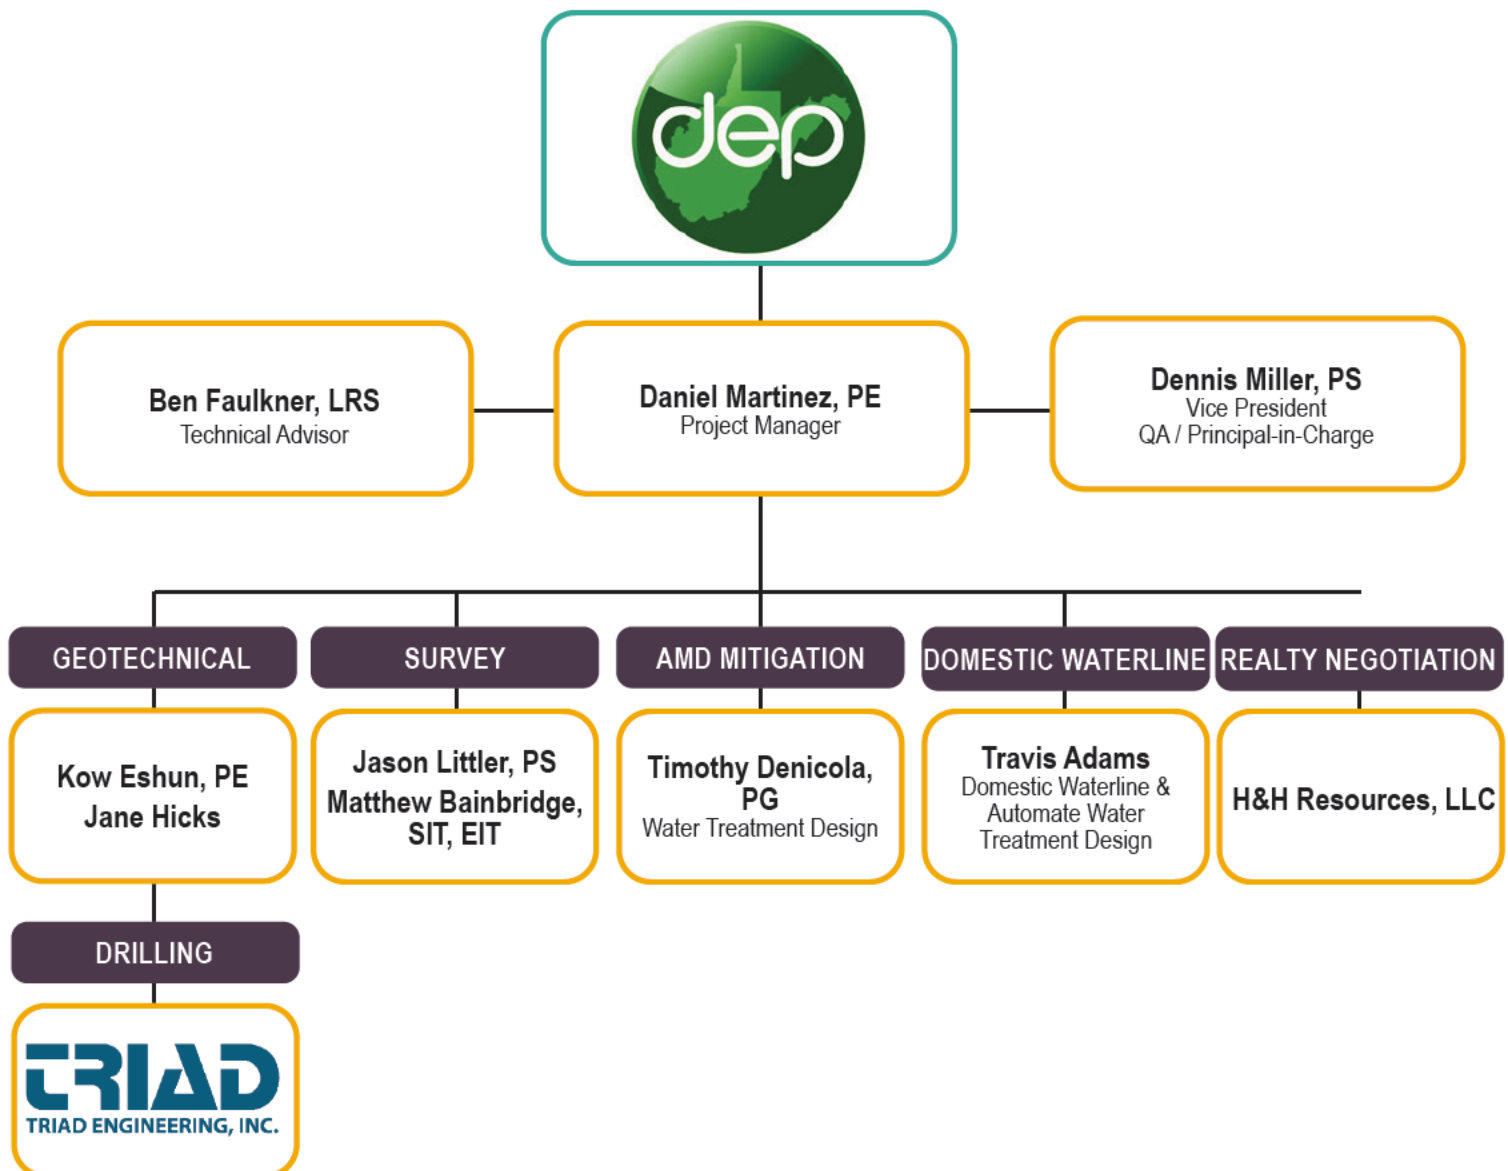 dep
Ben Faulkner, LRS
Technical Advisor
Daniel Martinez, PE
Project Manager
Dennis Miller, PS
Vice President
QA / Principal-in-Charge
GEOTECHNICAL
SURVEY
AMD MITIGATION
DOMESTIC WATERLINE
REALTY NEGOTIATION
Kow Eshun, PE
Jane Hicks
Jason Littler, PS
Matthew Bainbridge,
SIT, EIT
Timothy Denicola,
PG
Water Treatment Design
Travis Adams
Domestic Waterline &
Automate Water
Treatment Design
H&H Resources, LLC
DRILLING
TRIAD
TRIAD ENGINEERING, INC.